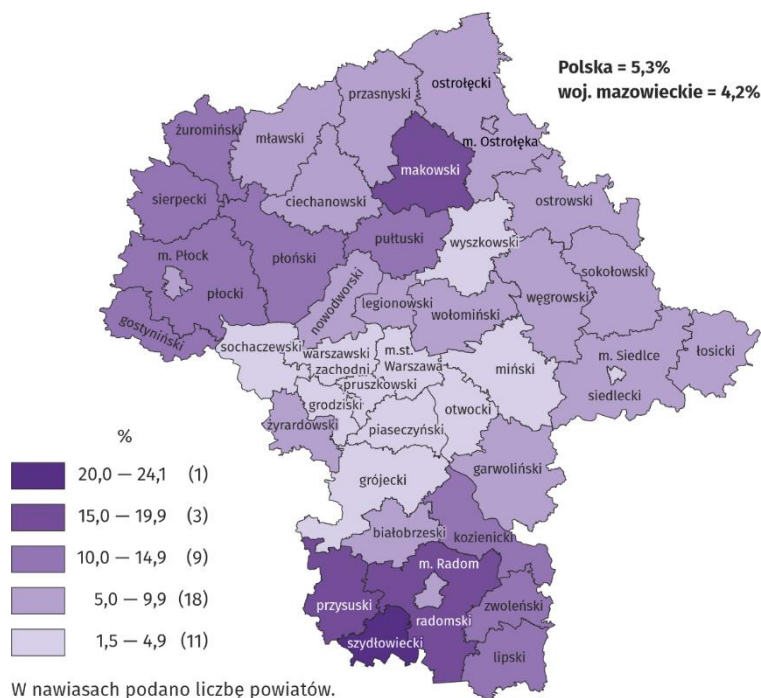 Polska = 5,3%
woj. mazowieckie = 4,2%
ostrołęcki
przasnyski
żuromiński
mławski
m. Ostrołęka
makowski
sierpecki
ciechanowski
ostrowski
pułtuski
wyszkowski
m. Płock
płoński
sokołowski
płocki
nowodworski
legionowski
wołomiński
węgrowski
gostyniński
sochaczewski
warszawski
zachodni
m.st.
Warszawa
miński
m. Siedlce
łosicki
pruszkowski
siedlecki
grodziski
otwocki
żyrardowski
piaseczyński
garwoliński
grójecki
białobrzeski
kozienicki
m. Radom
przysuski
radomski
zwoleński
szydłowiecki
lipski
%
20,0 — 24,1 (1)
15,0 — 19,9 (3)
10,0 — 14,9 (9)
5,0 — 9,9 (18)
1,5 — 4,9 (11)
W nawiasach podano liczbę powiatów.